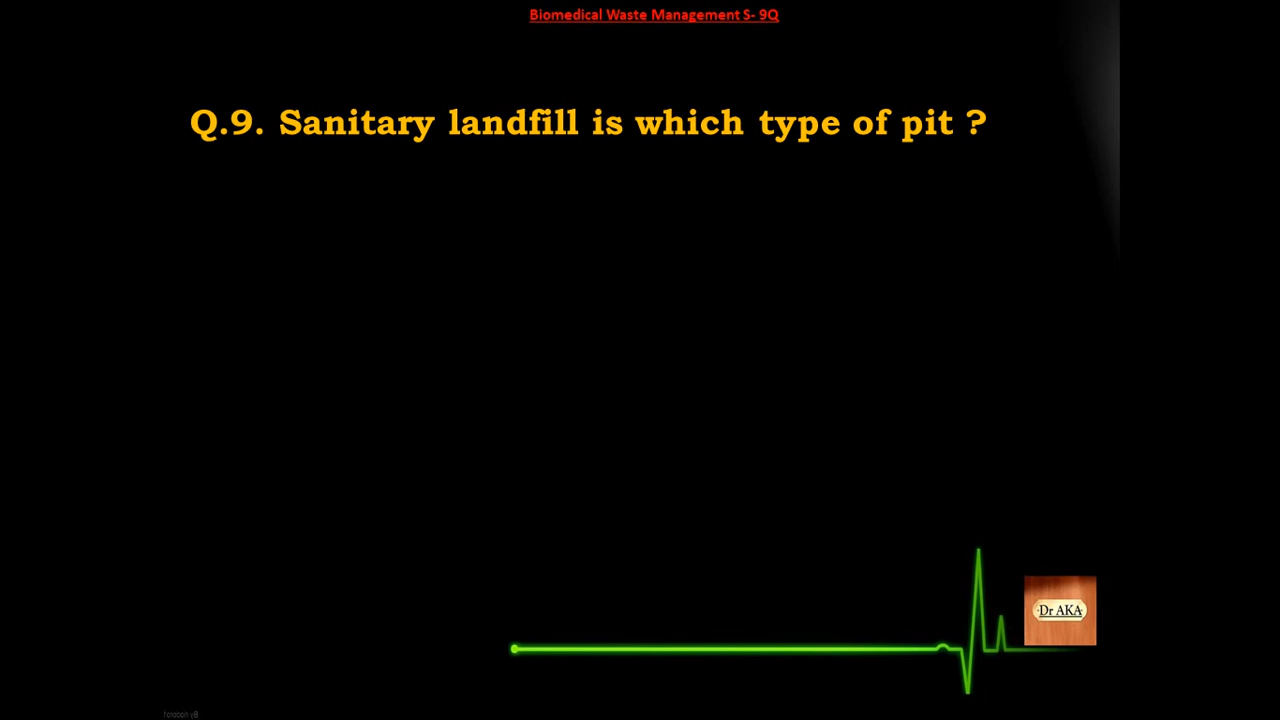 Biomedical Waste Management S- 9Q
Q.9. Sanitary landfill is which type of pit ?
Dr AKA